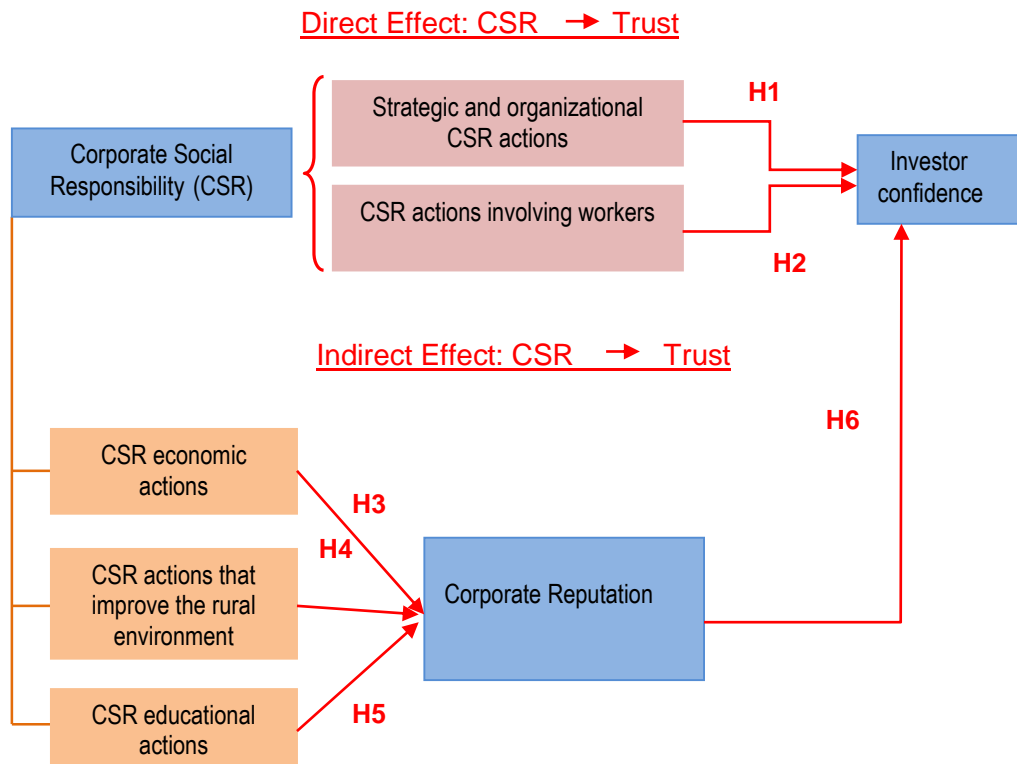 Direct Effect: CSR → Trust
H1
Strategic and organizational
CSR actions
Corporate Social
Responsibility (CSR)
Investor
confidence
CSR actions involving workers
H2
Indirect Effect: CSR → Trust
H6
CSR economic
actions
H3
H4
CSR actions that
improve the rural
environment
Corporate Reputation
CSR educational
actions
H5